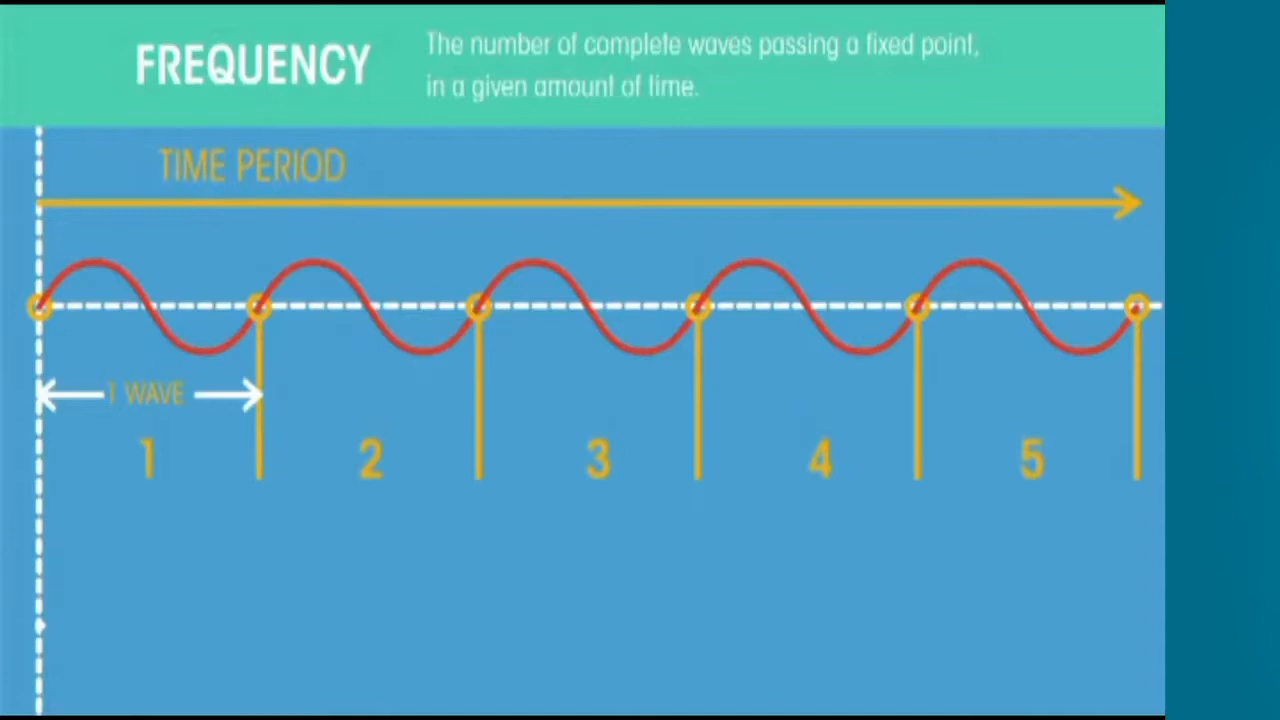 FREQUENCY
The number of complete waves passing a fixed point,
in a given amount of time.
TIME PERIOD
1 WAVE
1 2 3 4 5